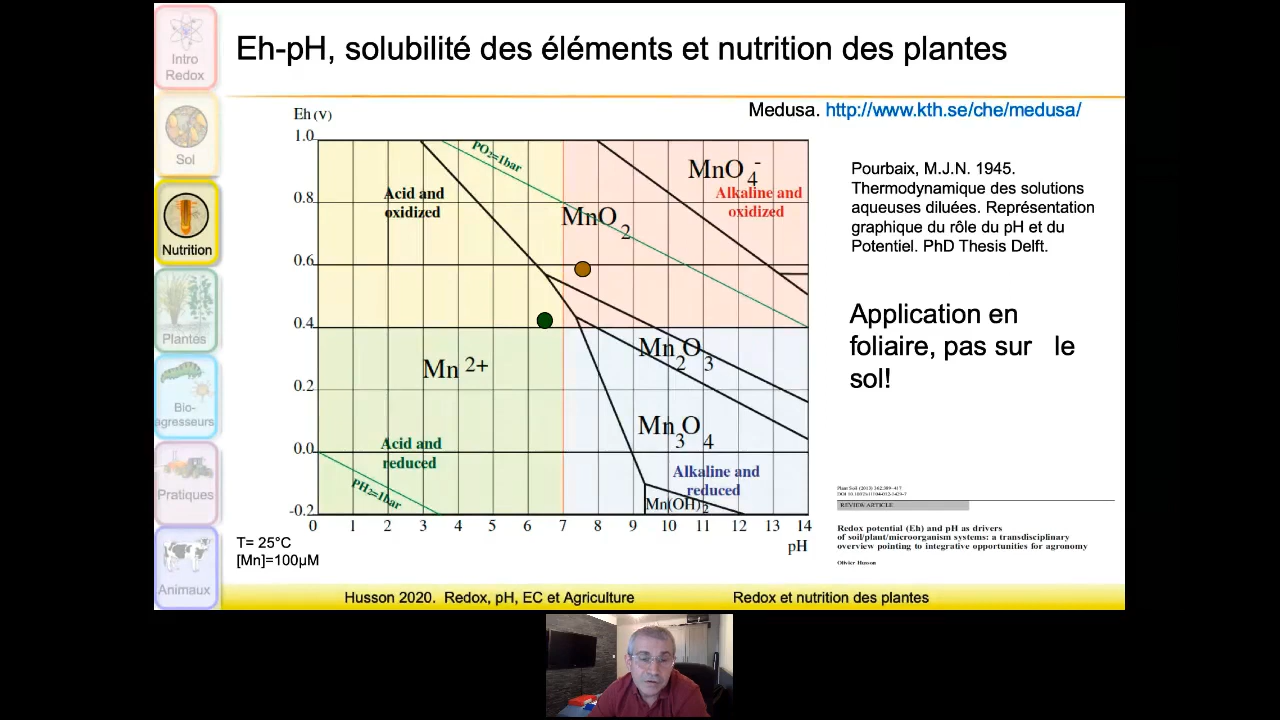 Intro
Redox
Sol
Nutrition
Plantes
Bio-
agresseurs
Pratiques
Animaux
Eh-pH, solubilité des éléments et nutrition des plantes
Medusa. http://www.kth.se/che/medusa/
Eh (V)
1.0
0.8
0.6
0.4
0.2
0.0
-0.2
PO2=1bar
MnO4-
Acid and
oxidized
Alkaline and
oxidized
MnO2
Mn2O3
Mn 2+
Mn3O4
Acid and
reduced
Alkaline and
reduced
PH2=1bar
Mn(OH)2
0 1 2 3 4 5 6 7 8 9 10 11 12 13 14
pH
T= 25°C
[Mn]=100µM
Pourbaix, M.J.N. 1945.
Thermodynamique des solutions
aqueuses diluées. Représentation
graphique du rôle du pH et du
Potentiel. PhD Thesis Delft.
Application en
foliaire, pas sur le
sol!
Plant Soil (2013) 362:389–417
REVIEW ARTICLE
Redox potential (Eh) and pH as drivers
of soil/plant/microorganism systems: a transdisciplinary
overview pointing to integrative opportunities for agronomy
Olivier Husson
Husson 2020. Redox, pH, EC et Agriculture
Redox et nutrition des plantes